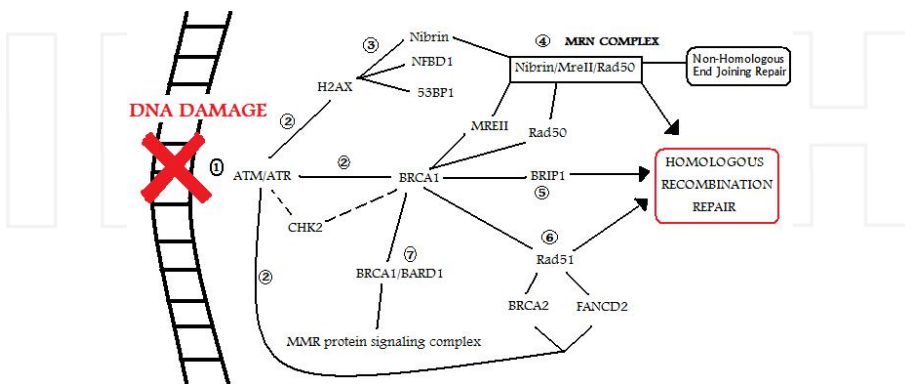 Nibrin
③
④ MRN COMPLEX
NFBD1
Nibrin/MreII/Rad50
Non-Homologous
End Joining Repair
H2AX
53BP1
DNA DAMAGE
②
MREII
Rad50
①
ATM/ATR
②
BRCA1
BRIP1
⑤
HOMOLOGOUS
RECOMBINATION
REPAIR
CHK2
⑥
Rad51
⑦
②
BRCA1/BARD1
BRCA2
FANCD2
MMR protein signaling complex